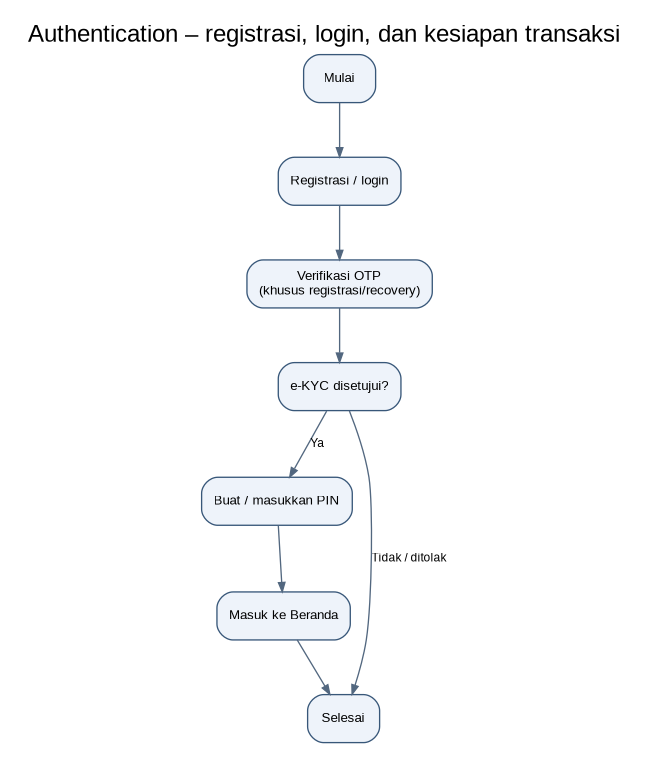 Authentication – registrasi, login, dan kesiapan transaksi
Mulai
Registrasi / login
Verifikasi OTP
(khusus registrasi/recovery)
e-KYC disetujui?
Ya
Buat / masukkan PIN
Tidak / ditolak
Masuk ke Beranda
Selesai